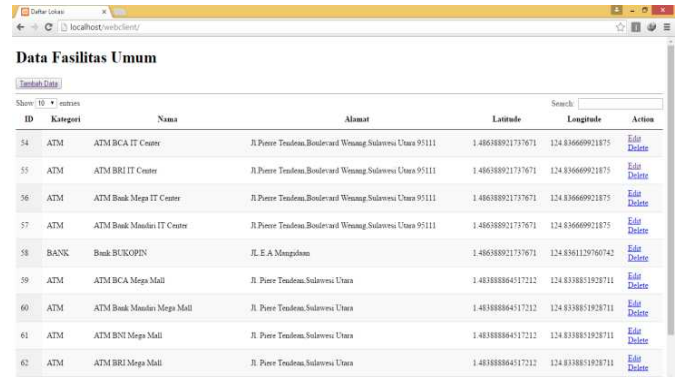 Daftar Lokasi
localhost/webclient/
Data Fasilitas Umum
Tambah Data
Show 10 entries
Search:
ID Kategori Nama Alamat Latitude Longitude Action
54 ATM ATM BCA IT Center Jl.Pierre Tendean,Boulevard Wenang,Sulawesi Utara 95111 1.486388921737671 124.836669921875 Edit
Delete
55 ATM ATM BRI IT Center Jl.Pierre Tendean,Boulevard Wenang,Sulawesi Utara 95111 1.486388921737671 124.836669921875 Edit
Delete
56 ATM ATM Bank Mega IT Center Jl.Pierre Tendean,Boulevard Wenang,Sulawesi Utara 95111 1.486388921737671 124.836669921875 Edit
Delete
57 ATM ATM Bank Mandiri IT Center Jl.Pierre Tendean,Boulevard Wenang,Sulawesi Utara 95111 1.486388921737671 124.836669921875 Edit
Delete
58 BANK Bank BUKOPIN JL.E.A Mangidaan 1.486388921737671 124.8361129760742 Edit
Delete
59 ATM ATM BCA Mega Mall Jl. Piere Tendean,Sulawesi Utara 1.483888864517212 124.8338851928711 Edit
Delete
60 ATM ATM Bank Mandiri Mega Mall Jl. Piere Tendean,Sulawesi Utara 1.483888864517212 124.8338851928711 Edit
Delete
61 ATM ATM BNI Mega Mall Jl. Piere Tendean,Sulawesi Utara 1.483888864517212 124.8338851928711 Edit
Delete
62 ATM ATM BRI Mega Mall Jl. Piere Tendean,Sulawesi Utara 1.483888864517212 124.8338851928711 Edit
Delete